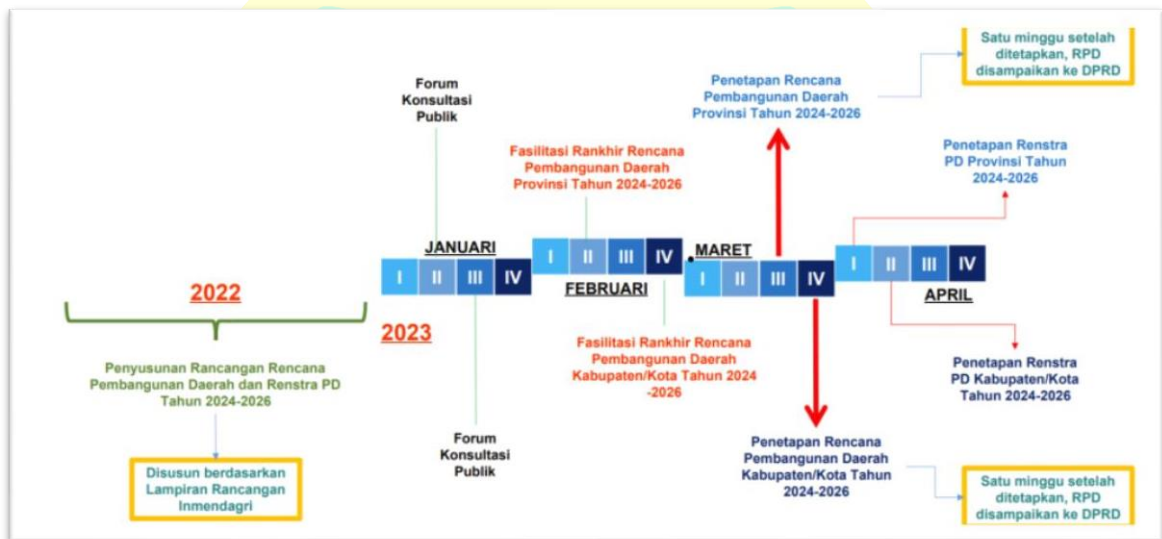 Satu minggu setelah
ditetapkan, RPD
disampaikan ke DPRD
Forum
Konsultasi
Publik
Penetapan Rencana
Pembangunan Daerah
Provinsi Tahun 2024-2026
Fasilitasi Rankhir Rencana
Pembangunan Daerah
Provinsi Tahun 2024-2026
Penetapan Renstra
PD Provinsi Tahun
2024-2026
JANUARI
I II III IV
FEBRUARI
I II III IV
MARET
I II III IV
APRIL
I II III IV
2022
2023
Penyusunan Rancangan Rencana
Pembangunan Daerah dan Renstra PD
Tahun 2024-2026
Disusun berdasarkan
Lampiran Rancangan
Inmendagri
Forum
Konsultasi
Publik
Fasilitasi Rankhir Rencana
Pembangunan Daerah
Kabupaten/Kota Tahun 2024
-2026
Penetapan Rencana
Pembangunan Daerah
Kabupaten/Kota Tahun
2024-2026
Penetapan Renstra
PD Kabupaten/Kota
Tahun 2024-2026
Satu minggu setelah
ditetapkan, RPD
disampaikan ke DPRD